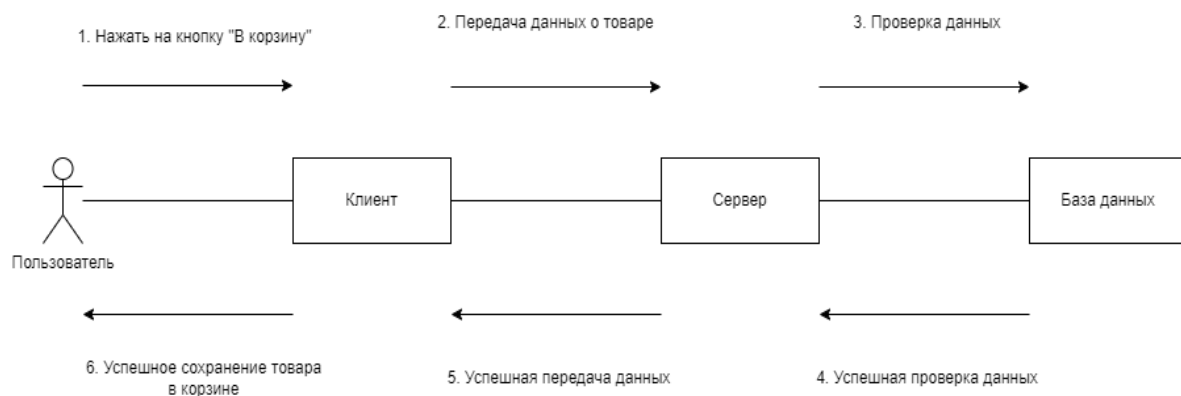 1. Нажать на кнопку "В корзину"
2. Передача данных о товаре
3. Проверка данных
Клиент
Сервер
База данных
Пользователь
6. Успешное сохранение товара
в корзине
5. Успешная передача данных
4. Успешная проверка данных